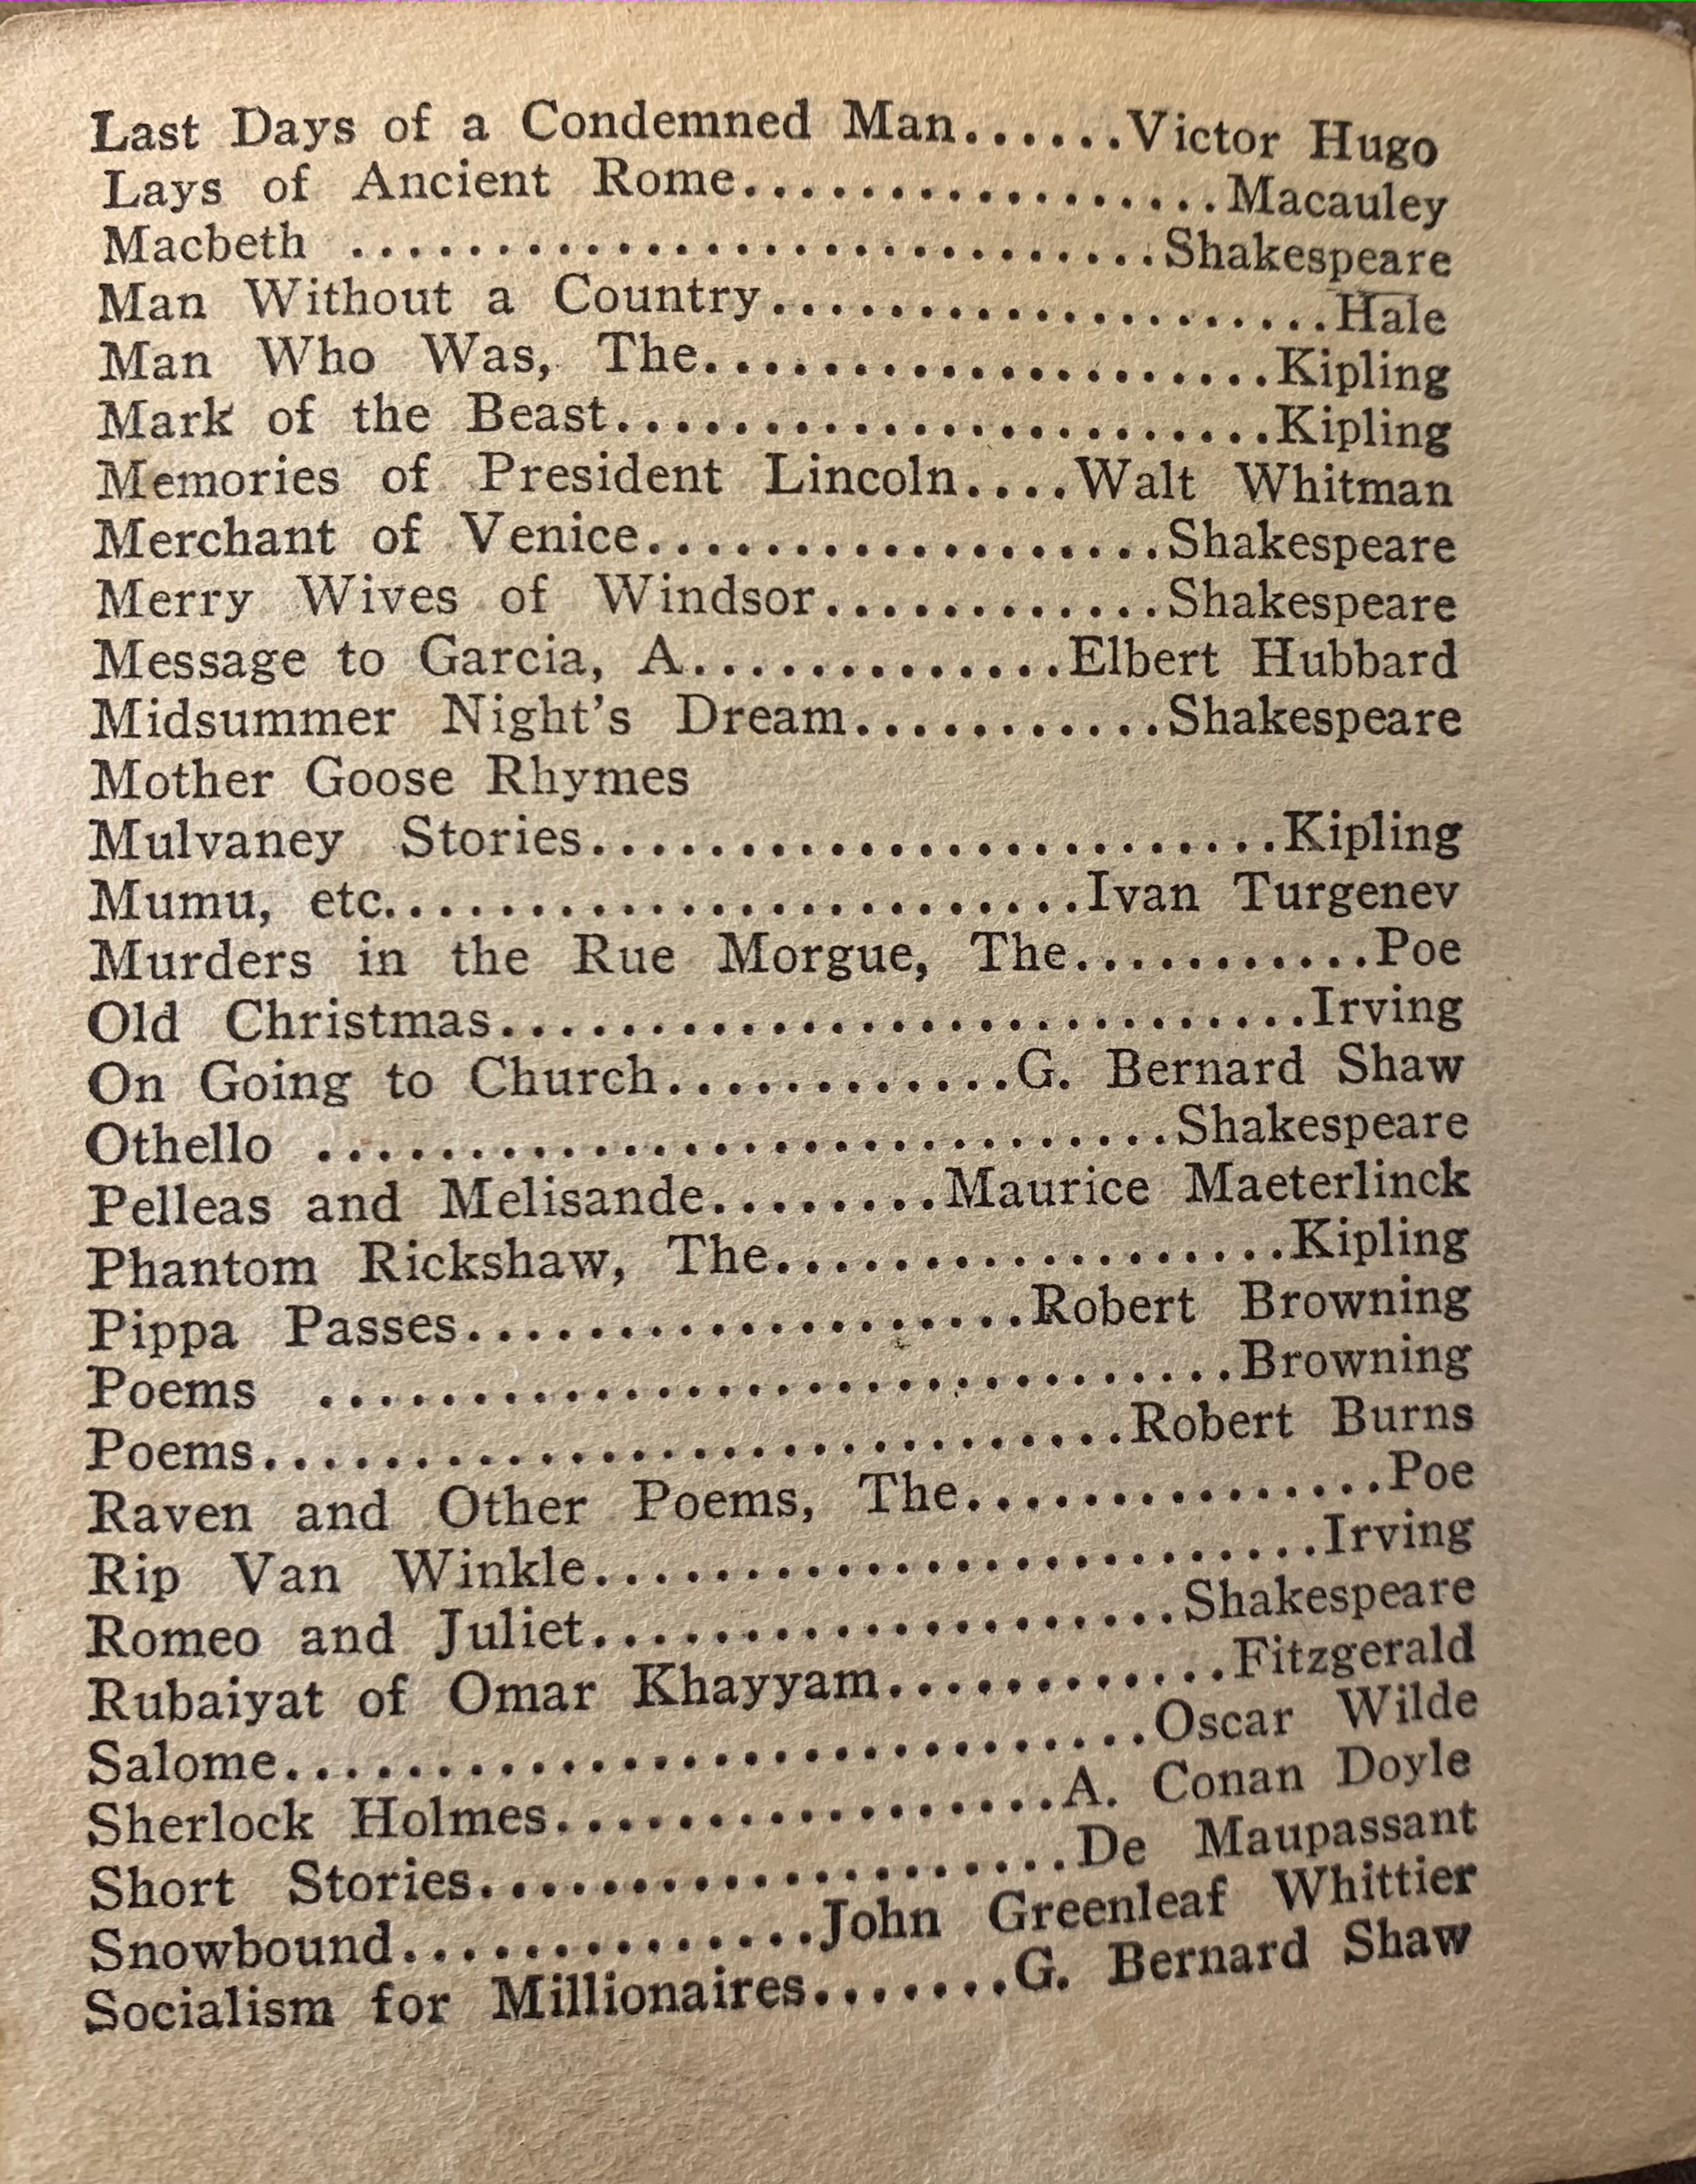 Last Days of a Condemned Man......Victor Hugo
Lays of Ancient Rome................Macauley
Macbeth ............................Shakespeare
Man Without a Country...................Hale
Man Who Was, The...................Kipling
Mark of the Beast......................Kipling
Memories of President Lincoln....Walt Whitman
Merchant of Venice..................Shakespeare
Merry Wives of Windsor............Shakespeare
Message to Garcia, A.............Elbert Hubbard
Midsummer Night's Dream...........Shakespeare
Mother Goose Rhymes
Mulvaney Stories........................Kipling
Mumu, etc........................Ivan Turgenev
Murders in the Rue Morgue, The...........Poe
Old Christmas............................Irving
On Going to Church............G. Bernard Shaw
Othello .............................Shakespeare
Pelleas and Melisande........Maurice Maeterlinck
Phantom Rickshaw, The..................Kipling
Pippa Passes...................Robert Browning
Poems ................................Browning
Poems.............................Robert Burns
Raven and Other Poems, The...............Poe
Rip Van Winkle.........................Irving
Romeo and Juliet....................Shakespeare
Rubaiyat of Omar Khayyam............Fitzgerald
Salome..............................Oscar Wilde
Sherlock Holmes.................A. Conan Doyle
Short Stories....................De Maupassant
Snowbound..............John Greenleaf Whittier
Socialism for Millionaires.......G. Bernard Shaw